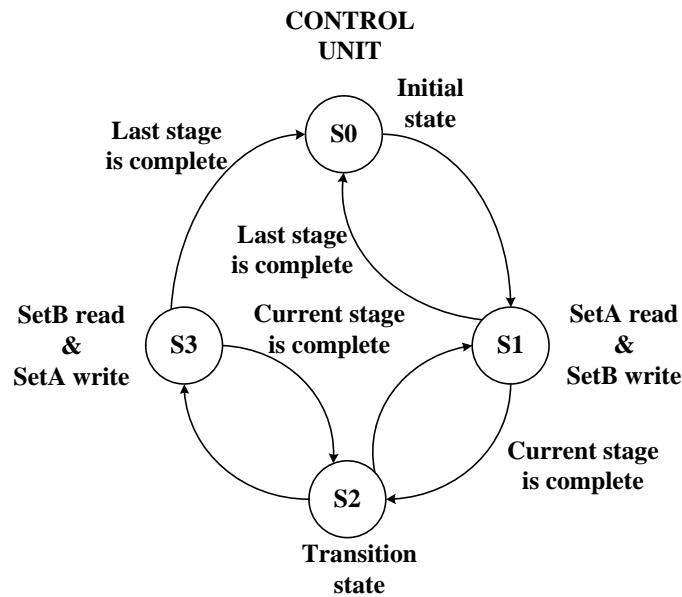 CONTROL
UNIT
Initial
state
S0
Last stage
is complete
Last stage
is complete
SetB read
&
SetA write
S3
Current stage
is complete
S1
SetA read
&
SetB write
Current stage
is complete
S2
Transition
state